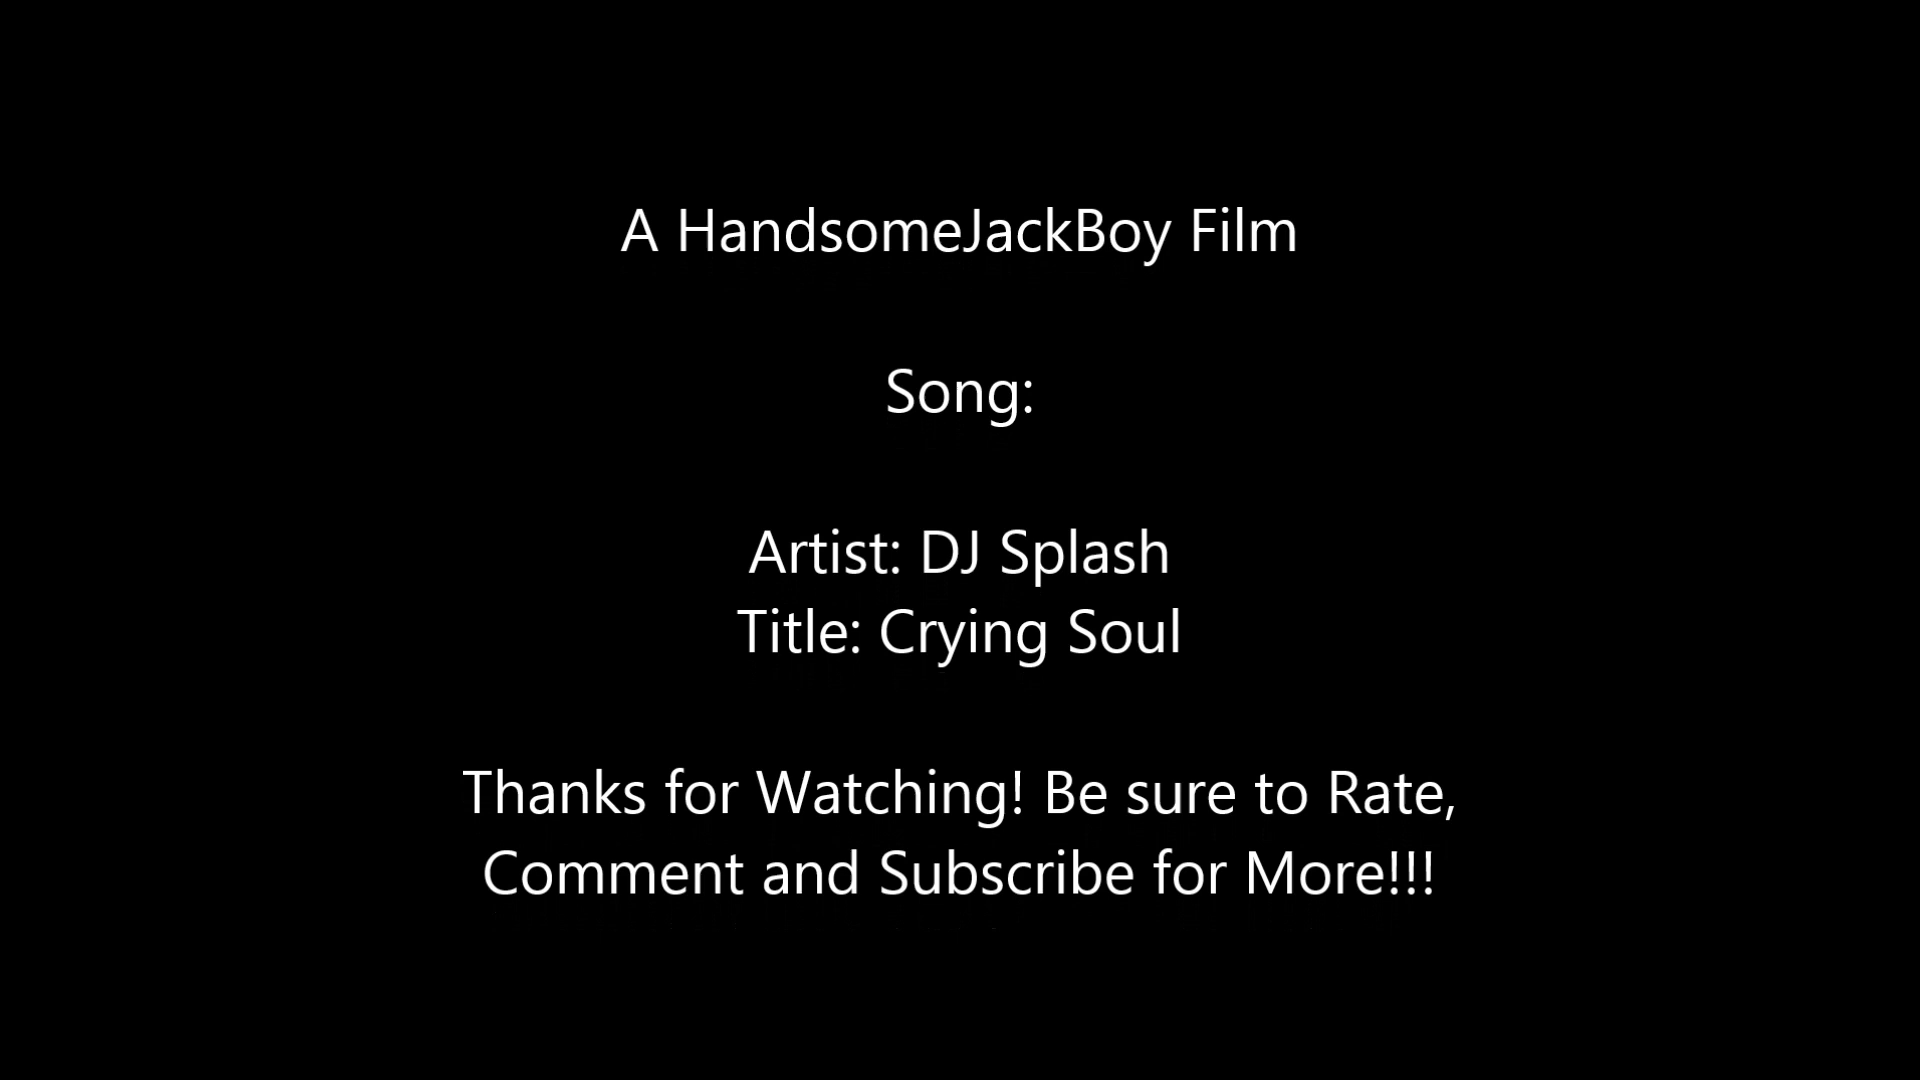 A HandsomeJackBoy Film
Song:
Artist: DJ Splash
Title: Crying Soul
Thanks for Watching! Be sure to Rate,
Comment and Subscribe for More!!!